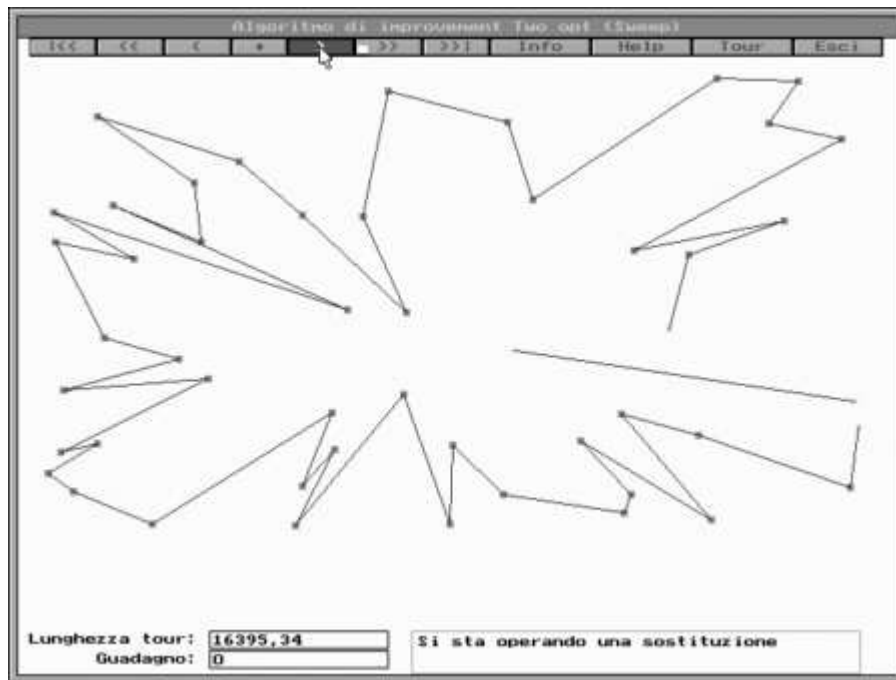 Algoritmo di improvement Two opt (Sweep)
|<< << < * > >> >>| Info Help Tour Esci
Lunghezza tour: 16395,34
Si sta operando una sostituzione
Guadagno: 0